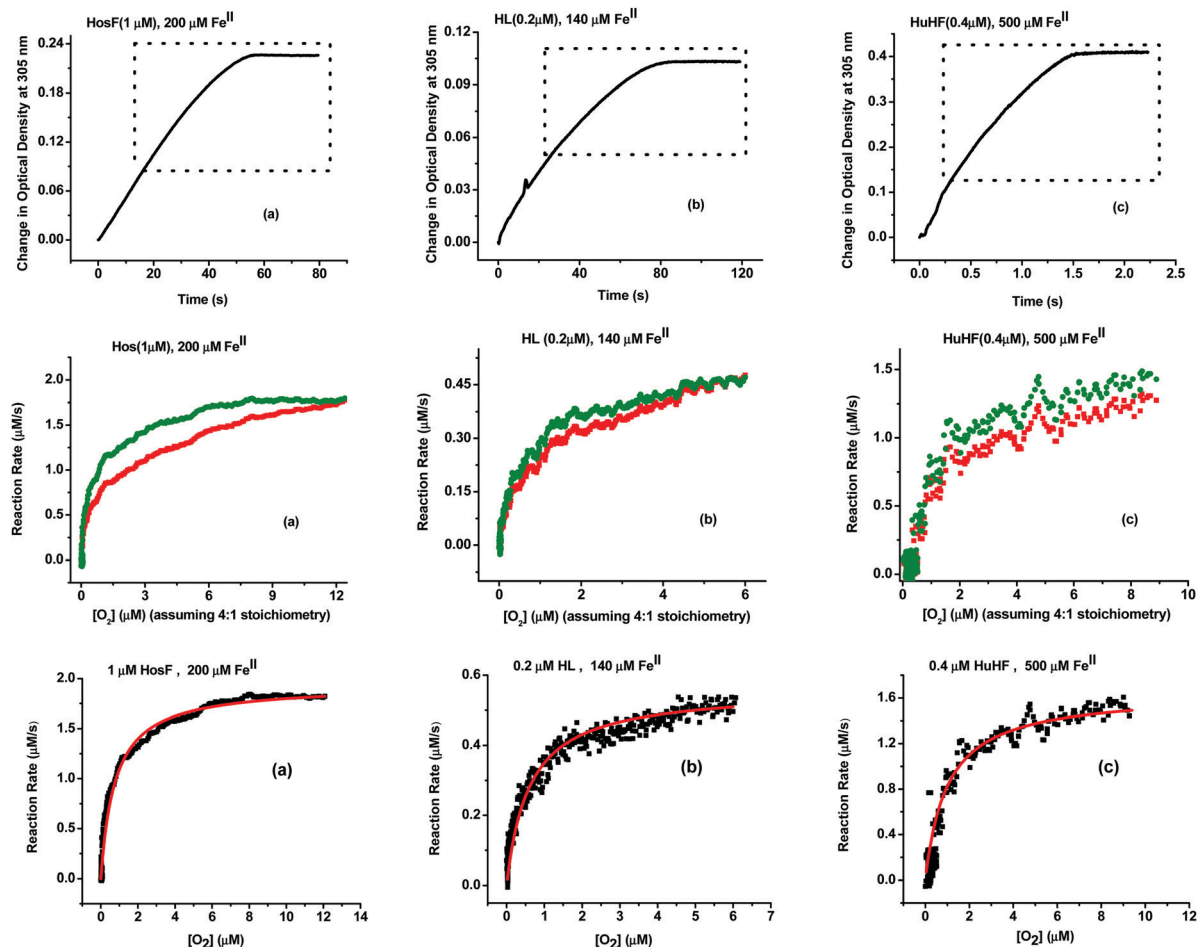 HosF(1 μM), 200 μM Fe^II
0.24
0.18
0.12
0.06
0.00
Change in Optical Density at 305 nm
(a)
0 20 40 60 80
Time (s)
HL(0.2μM), 140 μM Fe^II
0.12
0.09
0.06
0.03
0.00
Change in Optical Density at 305 nm
(b)
0 40 80 120
Time (s)
HuHF(0.4μM), 500 μM Fe^II
0.4
0.3
0.2
0.1
0.0
Change in Optical Density at 305 nm
(c)
0.0 0.5 1.0 1.5 2.0 2.5
Time (s)
Hos(1μM), 200 μM Fe^II
2.0
1.5
1.0
0.5
0.0
Reaction Rate (μM/s)
(a)
0 3 6 9 12
[O₂] (μM) (assuming 4:1 stoichiometry)
HL (0.2μM), 140 μM Fe^II
0.45
0.30
0.15
0.00
Reaction Rate (μM/s)
(b)
0 2 4 6
[O₂] (μM) (assuming 4:1 stoichiometry)
HuHF(0.4μM), 500 μM Fe^II
1.5
1.0
0.5
0.0
Reaction Rate (μM/s)
(c)
0 2 4 6 8 10
[O₂] (μM) (assuming 4:1 stoichiometry)
1 μM HosF , 200 μM Fe^II
2.0
1.5
1.0
0.5
0.0
Reaction Rate (μM/s)
(a)
0 2 4 6 8 10 12 14
[O₂] (μM)
0.2 μM HL , 140 μM Fe^II
0.6
0.4
0.2
0.0
Reaction Rate (μM/s)
(b)
0 1 2 3 4 5 6 7
[O₂] (μM)
0.4 μM HuHF , 500 μM Fe^II
1.6
1.2
0.8
0.4
0.0
Reaction Rate (μM/s)
(c)
0 2 4 6 8 10
[O₂] (μM)